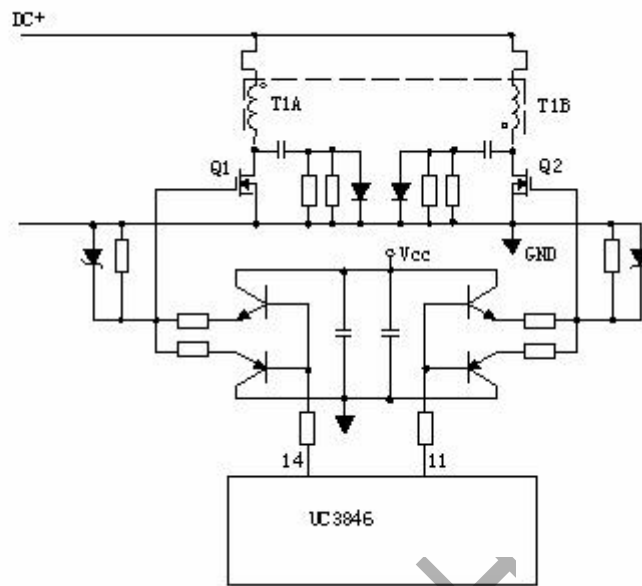 DC+
T1A
T1B
Q1
Q2
Vcc
GND
14
11
UC3846